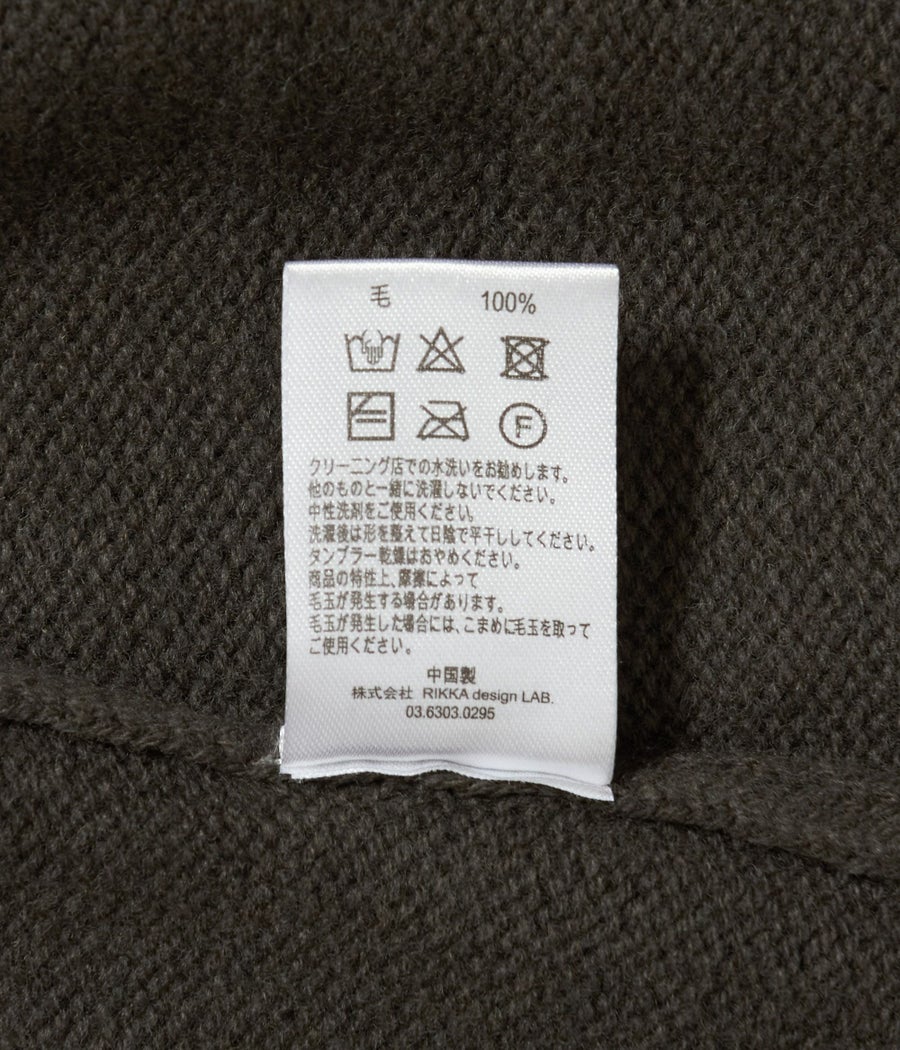 毛 100%
F
クリーニング店での水洗いをお勧めします。
他のものと一緒に洗濯しないでください。
中性洗剤をご使用ください。
洗濯後は形を整えて日陰で平干ししてください。
タンブラー乾燥はおやめください。
商品の特性上、摩擦によって
毛玉が発生する場合があります。
毛玉が発生した場合には、こまめに毛玉を取って
ご使用ください。
中国製
株式会社 RIKKA design LAB.
03.6303.0295